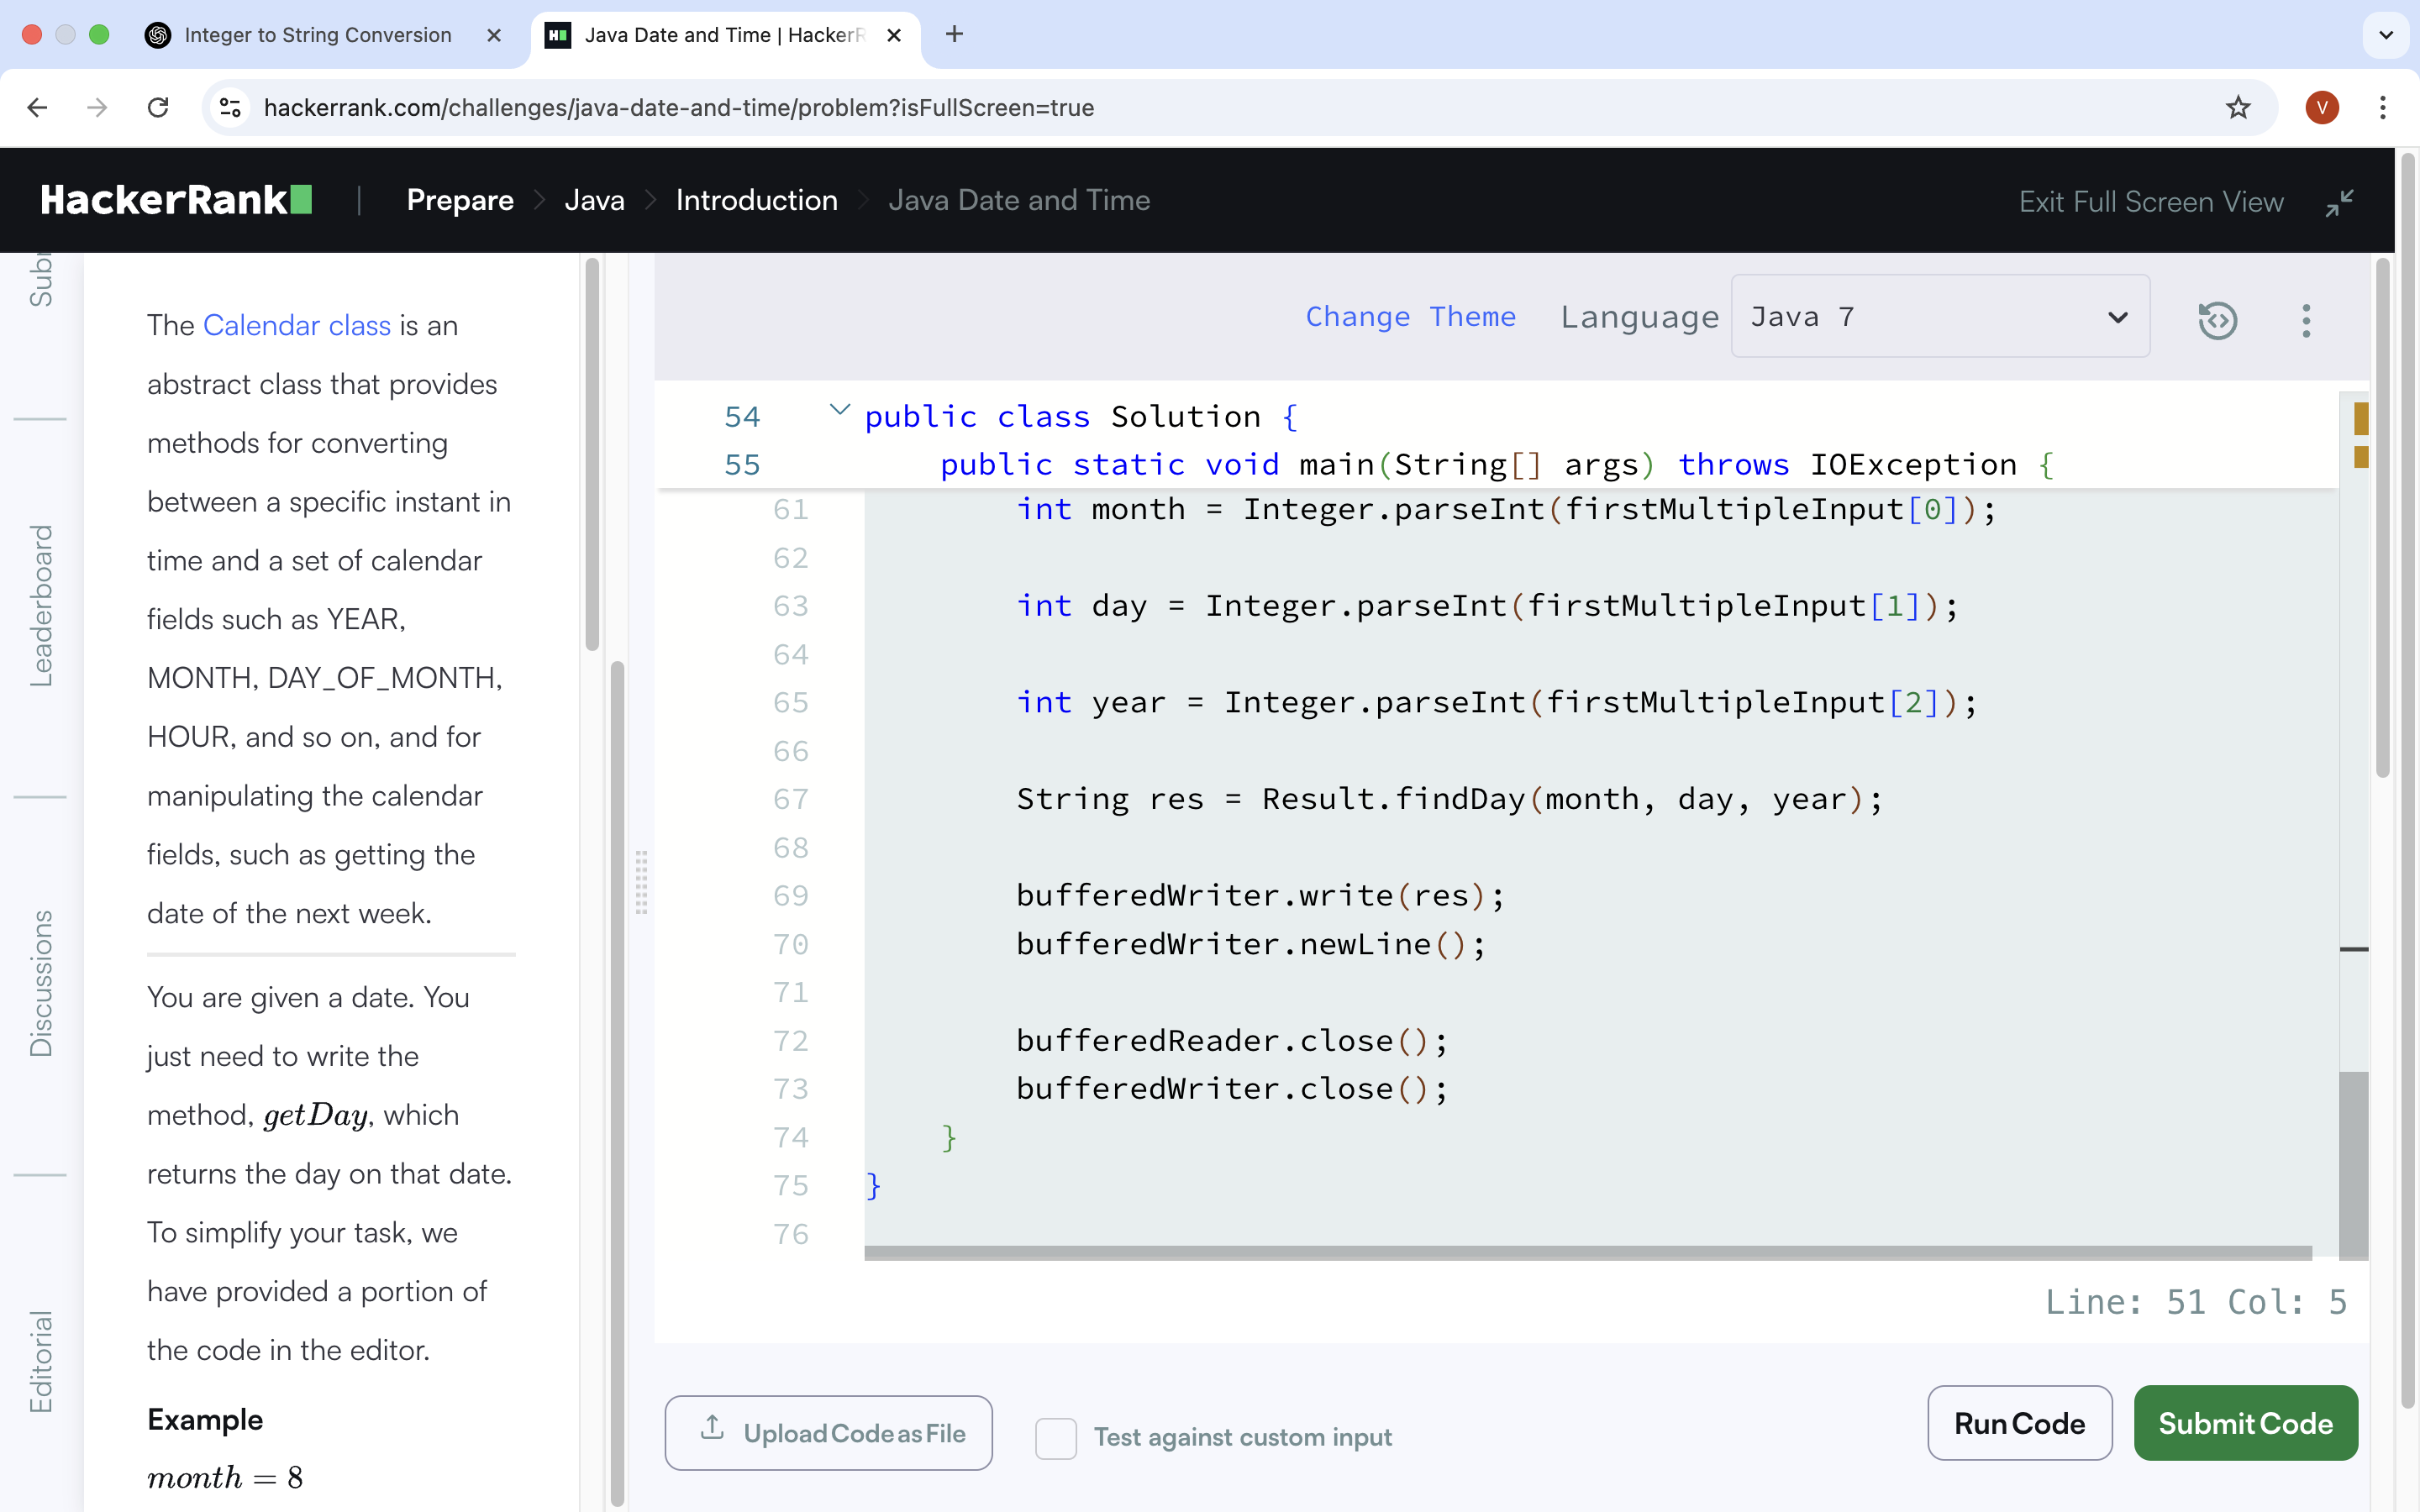 Integer to String Conversion
Java Date and Time | HackerR
hackerrank.com/challenges/java-date-and-time/problem?isFullScreen=true
V
HackerRank
Prepare
Java
Introduction
Java Date and Time
Exit Full Screen View
Leaderboard
Discussions
Editorial
The Calendar class is an
abstract class that provides
methods for converting
between a specific instant in
time and a set of calendar
fields such as YEAR,
MONTH, DAY_OF_MONTH,
HOUR, and so on, and for
manipulating the calendar
fields, such as getting the
date of the next week.
You are given a date. You
just need to write the
method, getDay, which
returns the day on that date.
To simplify your task, we
have provided a portion of
the code in the editor.
Example
month = 8
Change Theme
Language
Java 7
54 public class Solution {
55 public static void main(String[] args) throws IOException {
61 int month = Integer.parseInt(firstMultipleInput[0]);
62
63 int day = Integer.parseInt(firstMultipleInput[1]);
64
65 int year = Integer.parseInt(firstMultipleInput[2]);
66
67 String res = Result.findDay(month, day, year);
68
69 bufferedWriter.write(res);
70 bufferedWriter.newLine();
71
72 bufferedReader.close();
73 bufferedWriter.close();
74 }
75 }
76
Line: 51 Col: 5
Upload Code as File
Test against custom input
Run Code
Submit Code